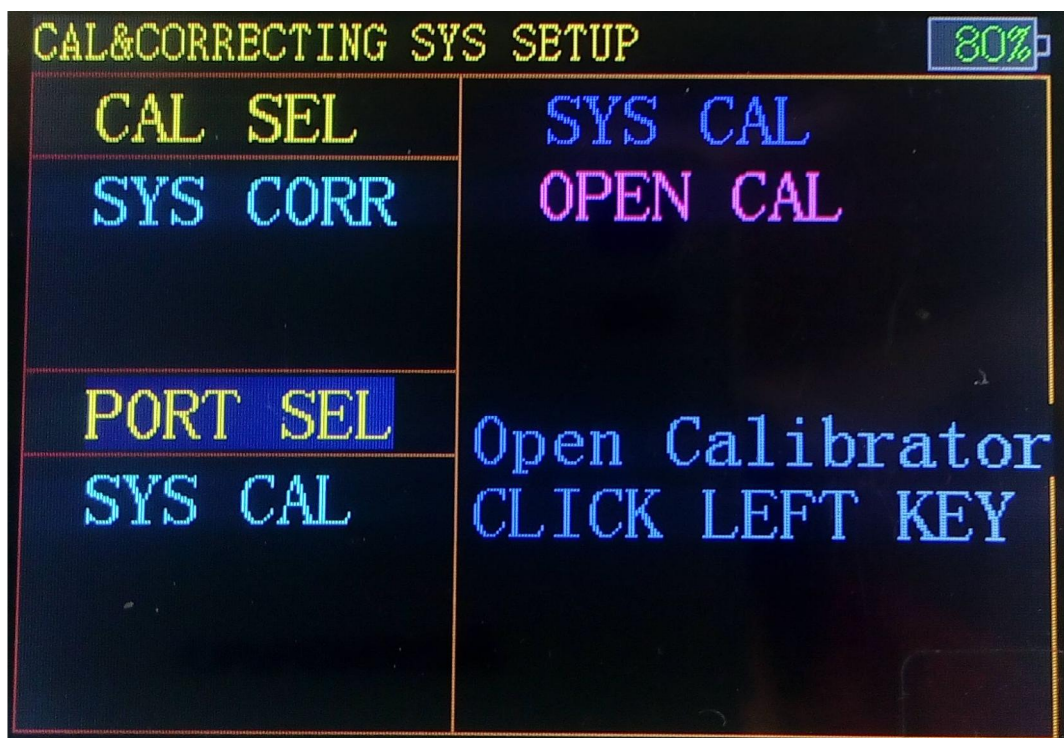 CAL&CORRECTING SYS SETUP 80%
CAL SEL
SYS CORR
PORT SEL
SYS CAL
SYS CAL
OPEN CAL
Open Calibrator
CLICK LEFT KEY